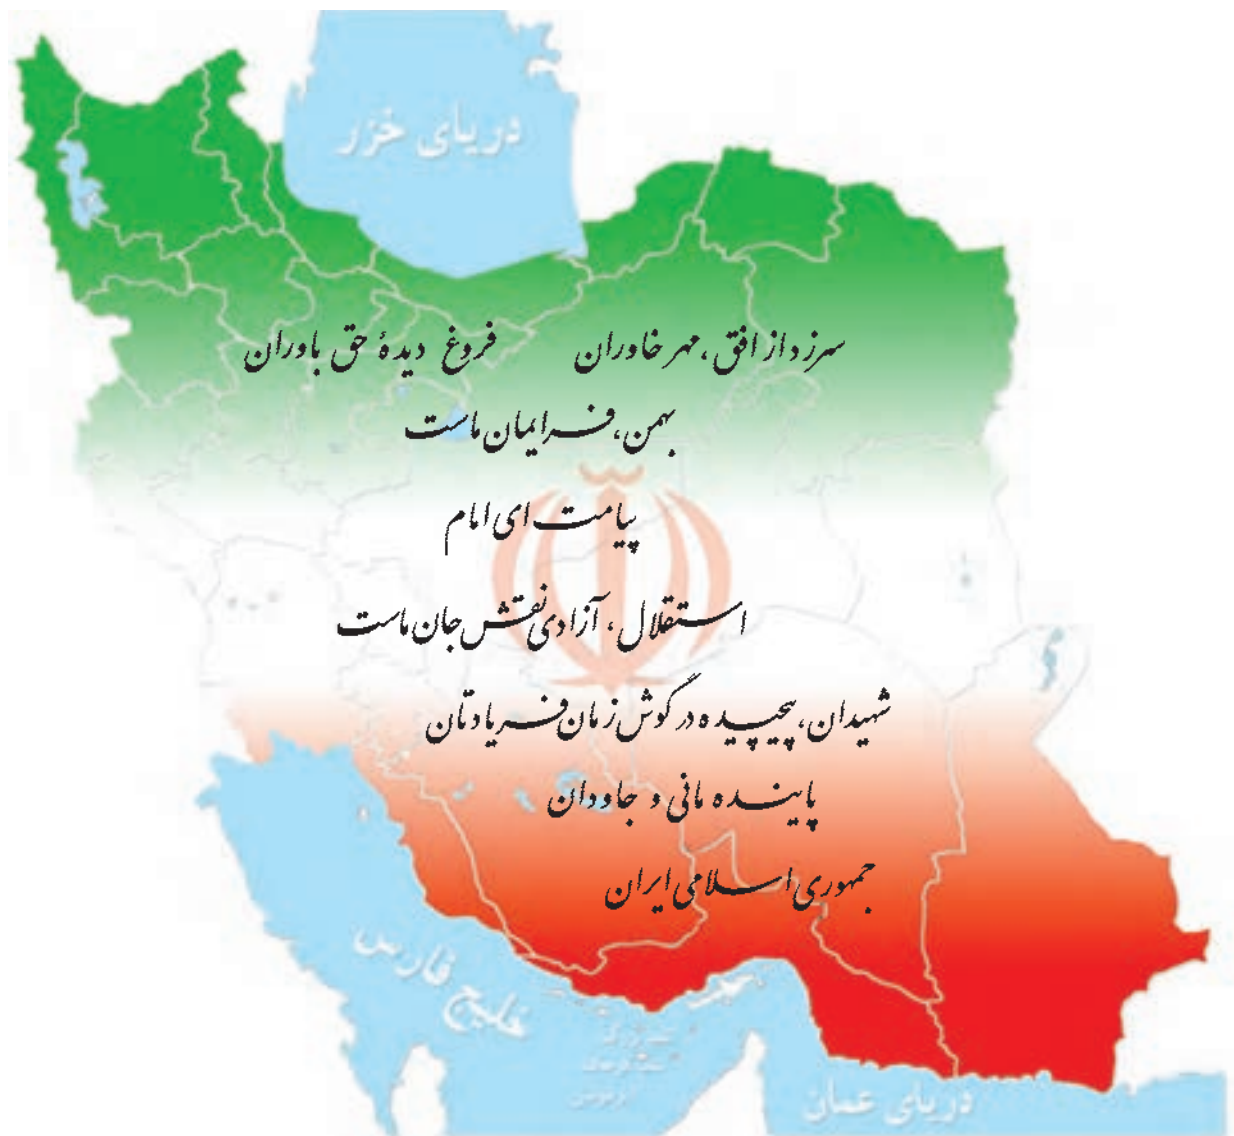 دریای خزر
سرزد از افق، مهر خاوران    فروغ دیدهٔ حق باوران
بهمن، فر ایمان ماست
پیامت ای امام
استقلال، آزادی نقش جان ماست
شهیدان، پیچیده در گوش زمان فریادتان
پاینده مانی و جاودان
جمهوری اسلامی ایران
خلیج فارس
دریای عمان